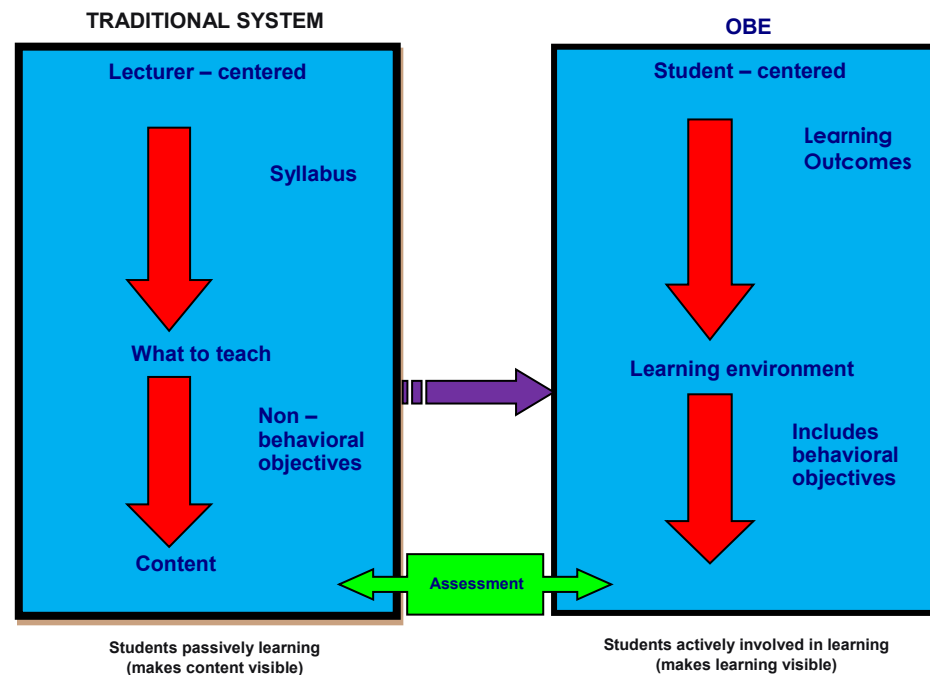 TRADITIONAL SYSTEM
Lecturer – centered
Syllabus
What to teach
Non –
behavioral
objectives
Content
Students passively learning
(makes content visible)
Assessment
OBE
Student – centered
Learning
Outcomes
Learning environment
Includes
behavioral
objectives
Students actively involved in learning
(makes learning visible)